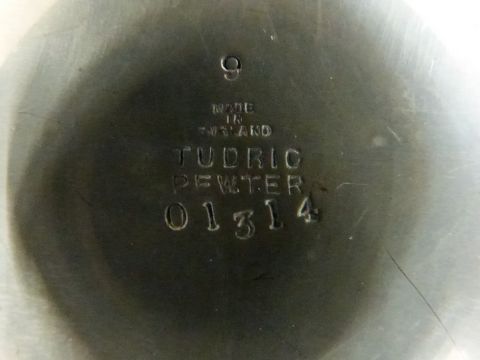 9
MADE
IN
ENGLAND
TUDRIC
PEWTER
01314